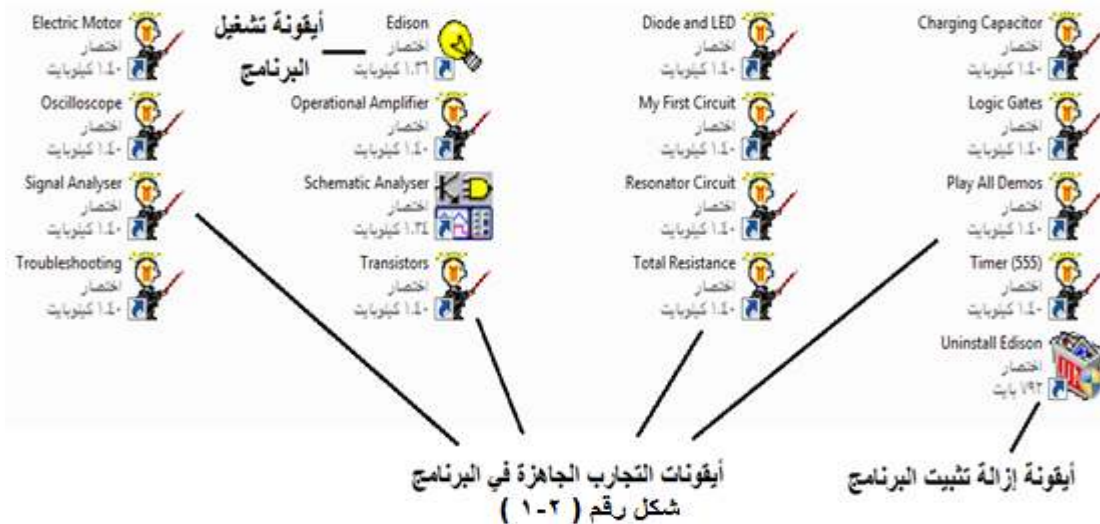 Charging Capacitor
اختصار
١.٤٠ كيلوبايت
Diode and LED
اختصار
١.٤٠ كيلوبايت
Edison
اختصار
١.٣٦ كيلوبايت
أيقونة تشغيل
البرنامج
Electric Motor
اختصار
١.٤٠ كيلوبايت
Logic Gates
اختصار
١.٤٠ كيلوبايت
My First Circuit
اختصار
١.٤٠ كيلوبايت
Operational Amplifier
اختصار
١.٤٠ كيلوبايت
Oscilloscope
اختصار
١.٤٠ كيلوبايت
Play All Demos
اختصار
١.٤٠ كيلوبايت
Resonator Circuit
اختصار
١.٤٠ كيلوبايت
Schematic Analyser
اختصار
١.٣٤ كيلوبايت
Signal Analyser
اختصار
١.٤٠ كيلوبايت
Timer (555)
اختصار
١.٤٠ كيلوبايت
Total Resistance
اختصار
١.٤٠ كيلوبايت
Transistors
اختصار
١.٤٠ كيلوبايت
Troubleshooting
اختصار
١.٤٠ كيلوبايت
Uninstall Edison
اختصار
٧٩٢ بايت
أيقونة إزالة تثبيت البرنامج
أيقونات التجارب الجاهزة في البرنامج
شكل رقم ( ٢-١ )